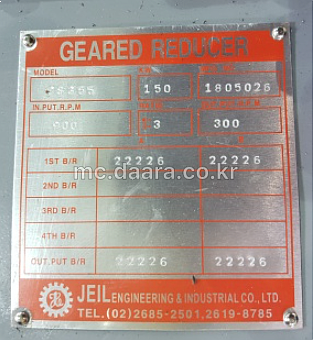 GEARED REDUCER
MODEL
150 1805026
IN.PUT.R.P.M
3 300
1ST B/R 22226 22226
2ND B/R
mc.daara.co.kr
3RD B/R
4TH B/R
OUT.PUT B/R 22226 22226
JEIL ENGINEERING & INDUSTRIAL CO., LTD.
TEL. (02) 2685-2501, 2619-8785